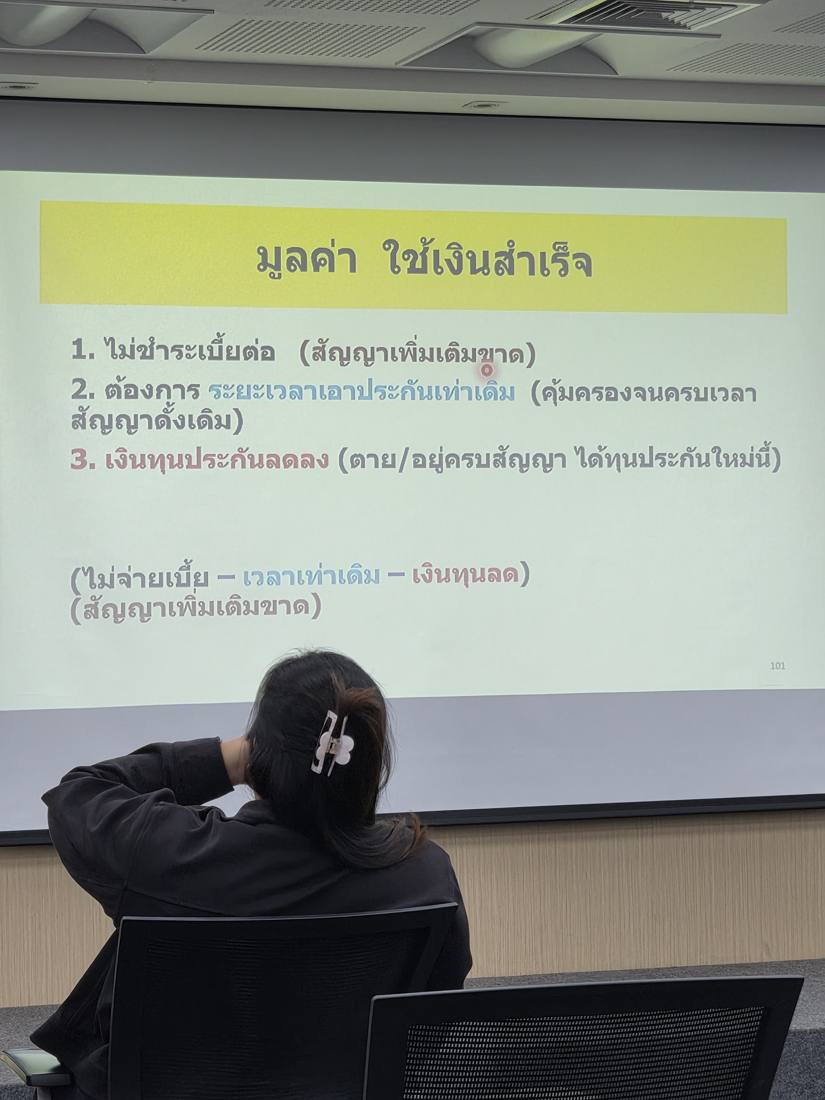 มูลค่า ใช้เงินสำเร็จ
1. ไม่ชำระเบี้ยต่อ (สัญญาเพิ่มเติมขาด)
2. ต้องการ ระยะเวลาเอาประกันเท่าเดิม (คุ้มครองจนครบเวลา
สัญญาดั้งเดิม)
3. เงินทุนประกันลดลง (ตาย/อยู่ครบสัญญา ได้ทุนประกันใหม่นี้)
(ไม่จ่ายเบี้ย – เวลาเท่าเดิม – เงินทุนลด)
(สัญญาเพิ่มเติมขาด)
101